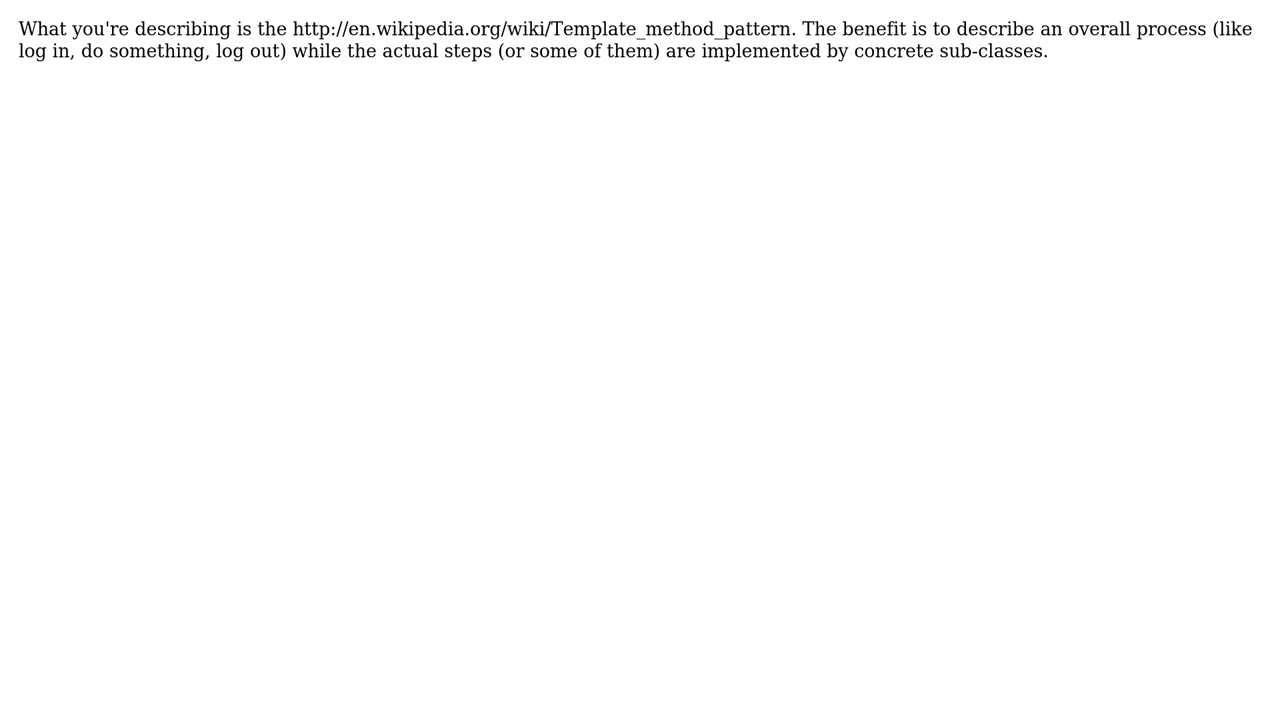 What you're describing is the http://en.wikipedia.org/wiki/Template_method_pattern. The benefit is to describe an overall process (like
log in, do something, log out) while the actual steps (or some of them) are implemented by concrete sub-classes.